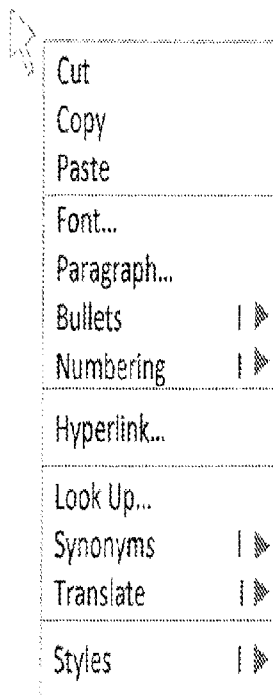 Cut
Copy
Paste
Font...
Paragraph...
Bullets
Numbering
Hyperlink...
Look Up...
Synonyms
Translate
Styles